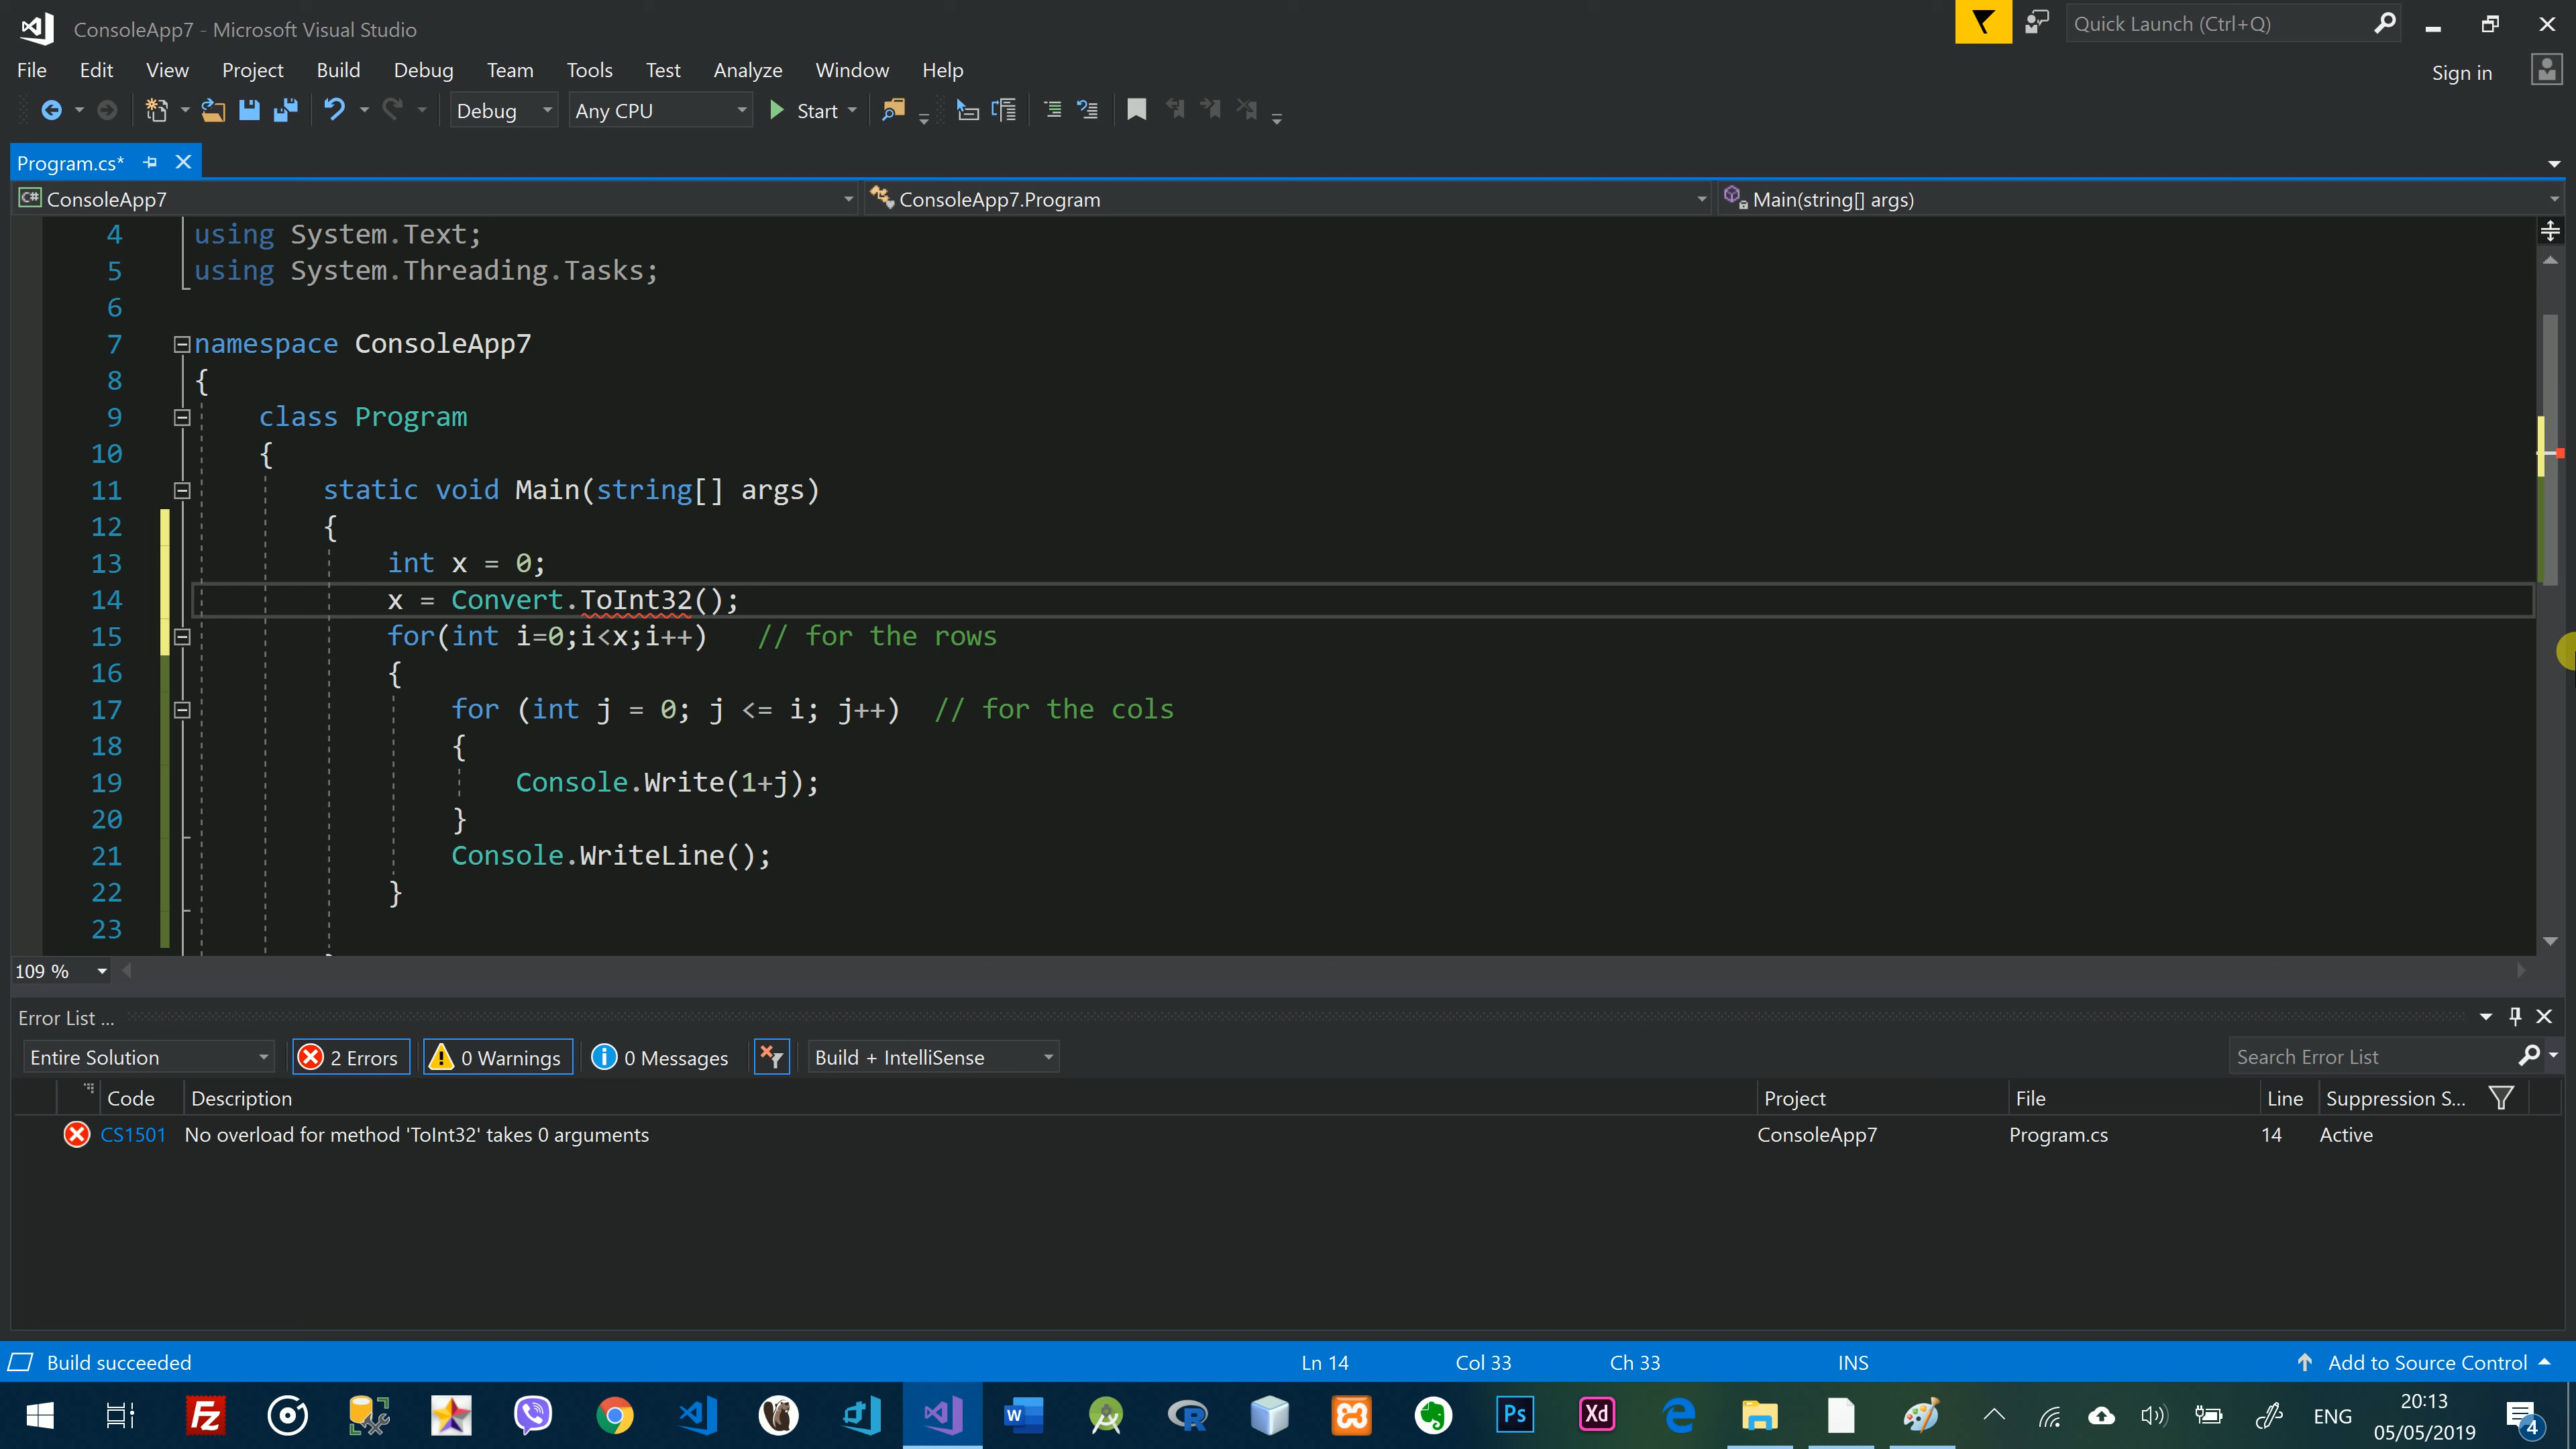 ConsoleApp7 - Microsoft Visual Studio
Quick Launch (Ctrl+Q)
File Edit View Project Build Debug Team Tools Test Analyze Window Help
Sign in
Debug Any CPU Start
Program.cs*
C# ConsoleApp7 ConsoleApp7.Program Main(string[] args)
4 using System.Text;
5 using System.Threading.Tasks;
6
7 namespace ConsoleApp7
8 {
9 class Program
10 {
11 static void Main(string[] args)
12 {
13 int x = 0;
14 x = Convert.ToInt32();
15 for(int i=0;i<x;i++) // for the rows
16 {
17 for (int j = 0; j <= i; j++) // for the cols
18 {
19 Console.Write(1+j);
20 }
21 Console.WriteLine();
22 }
23
109 %
Error List ...
Entire Solution 2 Errors 0 Warnings 0 Messages Build + IntelliSense Search Error List
Code Description Project File Line Suppression S...
CS1501 No overload for method 'ToInt32' takes 0 arguments ConsoleApp7 Program.cs 14 Active
Build succeeded Ln 14 Col 33 Ch 33 INS Add to Source Control
Fz W R Ps Xd ENG 20:13
05/05/2019 4